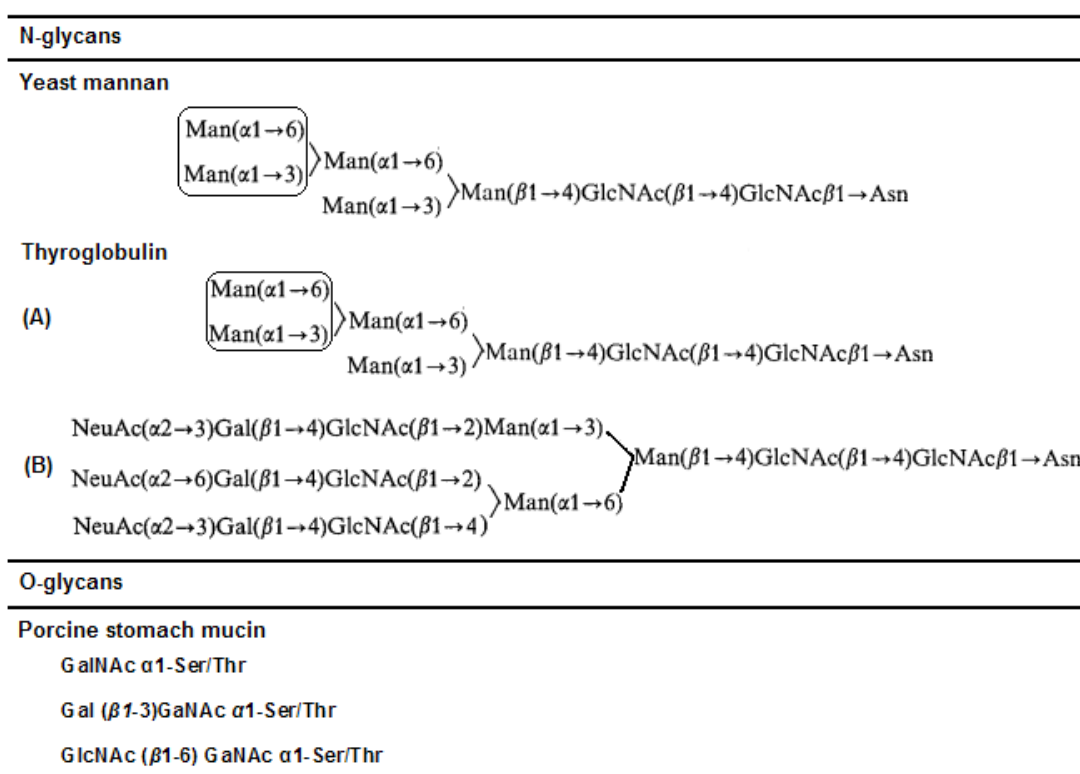 N-glycans
Yeast mannan
Man(α1→6)
Man(α1→3)
Man(α1→6)
Man(α1→3)
Man(β1→4)GlcNAc(β1→4)GlcNAcβ1→Asn
Thyroglobulin
(A)
Man(α1→6)
Man(α1→3)
Man(α1→6)
Man(α1→3)
Man(β1→4)GlcNAc(β1→4)GlcNAcβ1→Asn
(B)
NeuAc(α2→3)Gal(β1→4)GlcNAc(β1→2)Man(α1→3)
NeuAc(α2→6)Gal(β1→4)GlcNAc(β1→2)
NeuAc(α2→3)Gal(β1→4)GlcNAc(β1→4)
Man(α1→6)
Man(β1→4)GlcNAc(β1→4)GlcNAcβ1→Asn
O-glycans
Porcine stomach mucin
GalNAc α1-Ser/Thr
Gal (β1-3)GaNAc α1-Ser/Thr
GlcNAc (β1-6) GaNAc α1-Ser/Thr